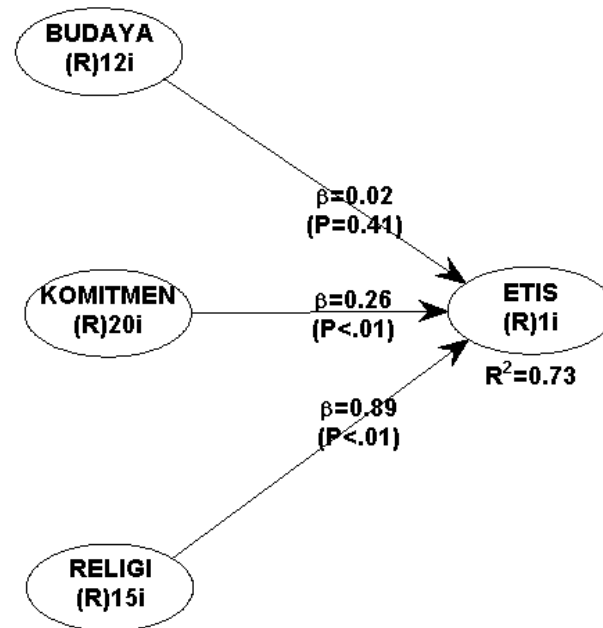 BUDAYA
(R)12i
β=0.02
(P=0.41)
KOMITMEN
(R)20i
β=0.26
(P<.01)
ETIS
(R)1i
R²=0.73
β=0.89
(P<.01)
RELIGI
(R)15i